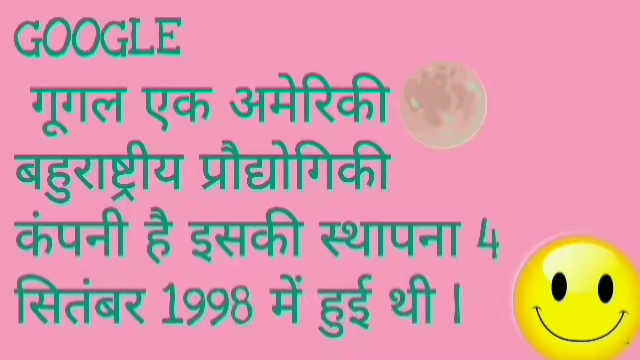 GOOGLE
गूगल एक अमेरिकी
बहुराष्ट्रीय प्रौद्योगिकी
कंपनी है इसकी स्थापना 4
सितंबर 1998 में हुई थी |